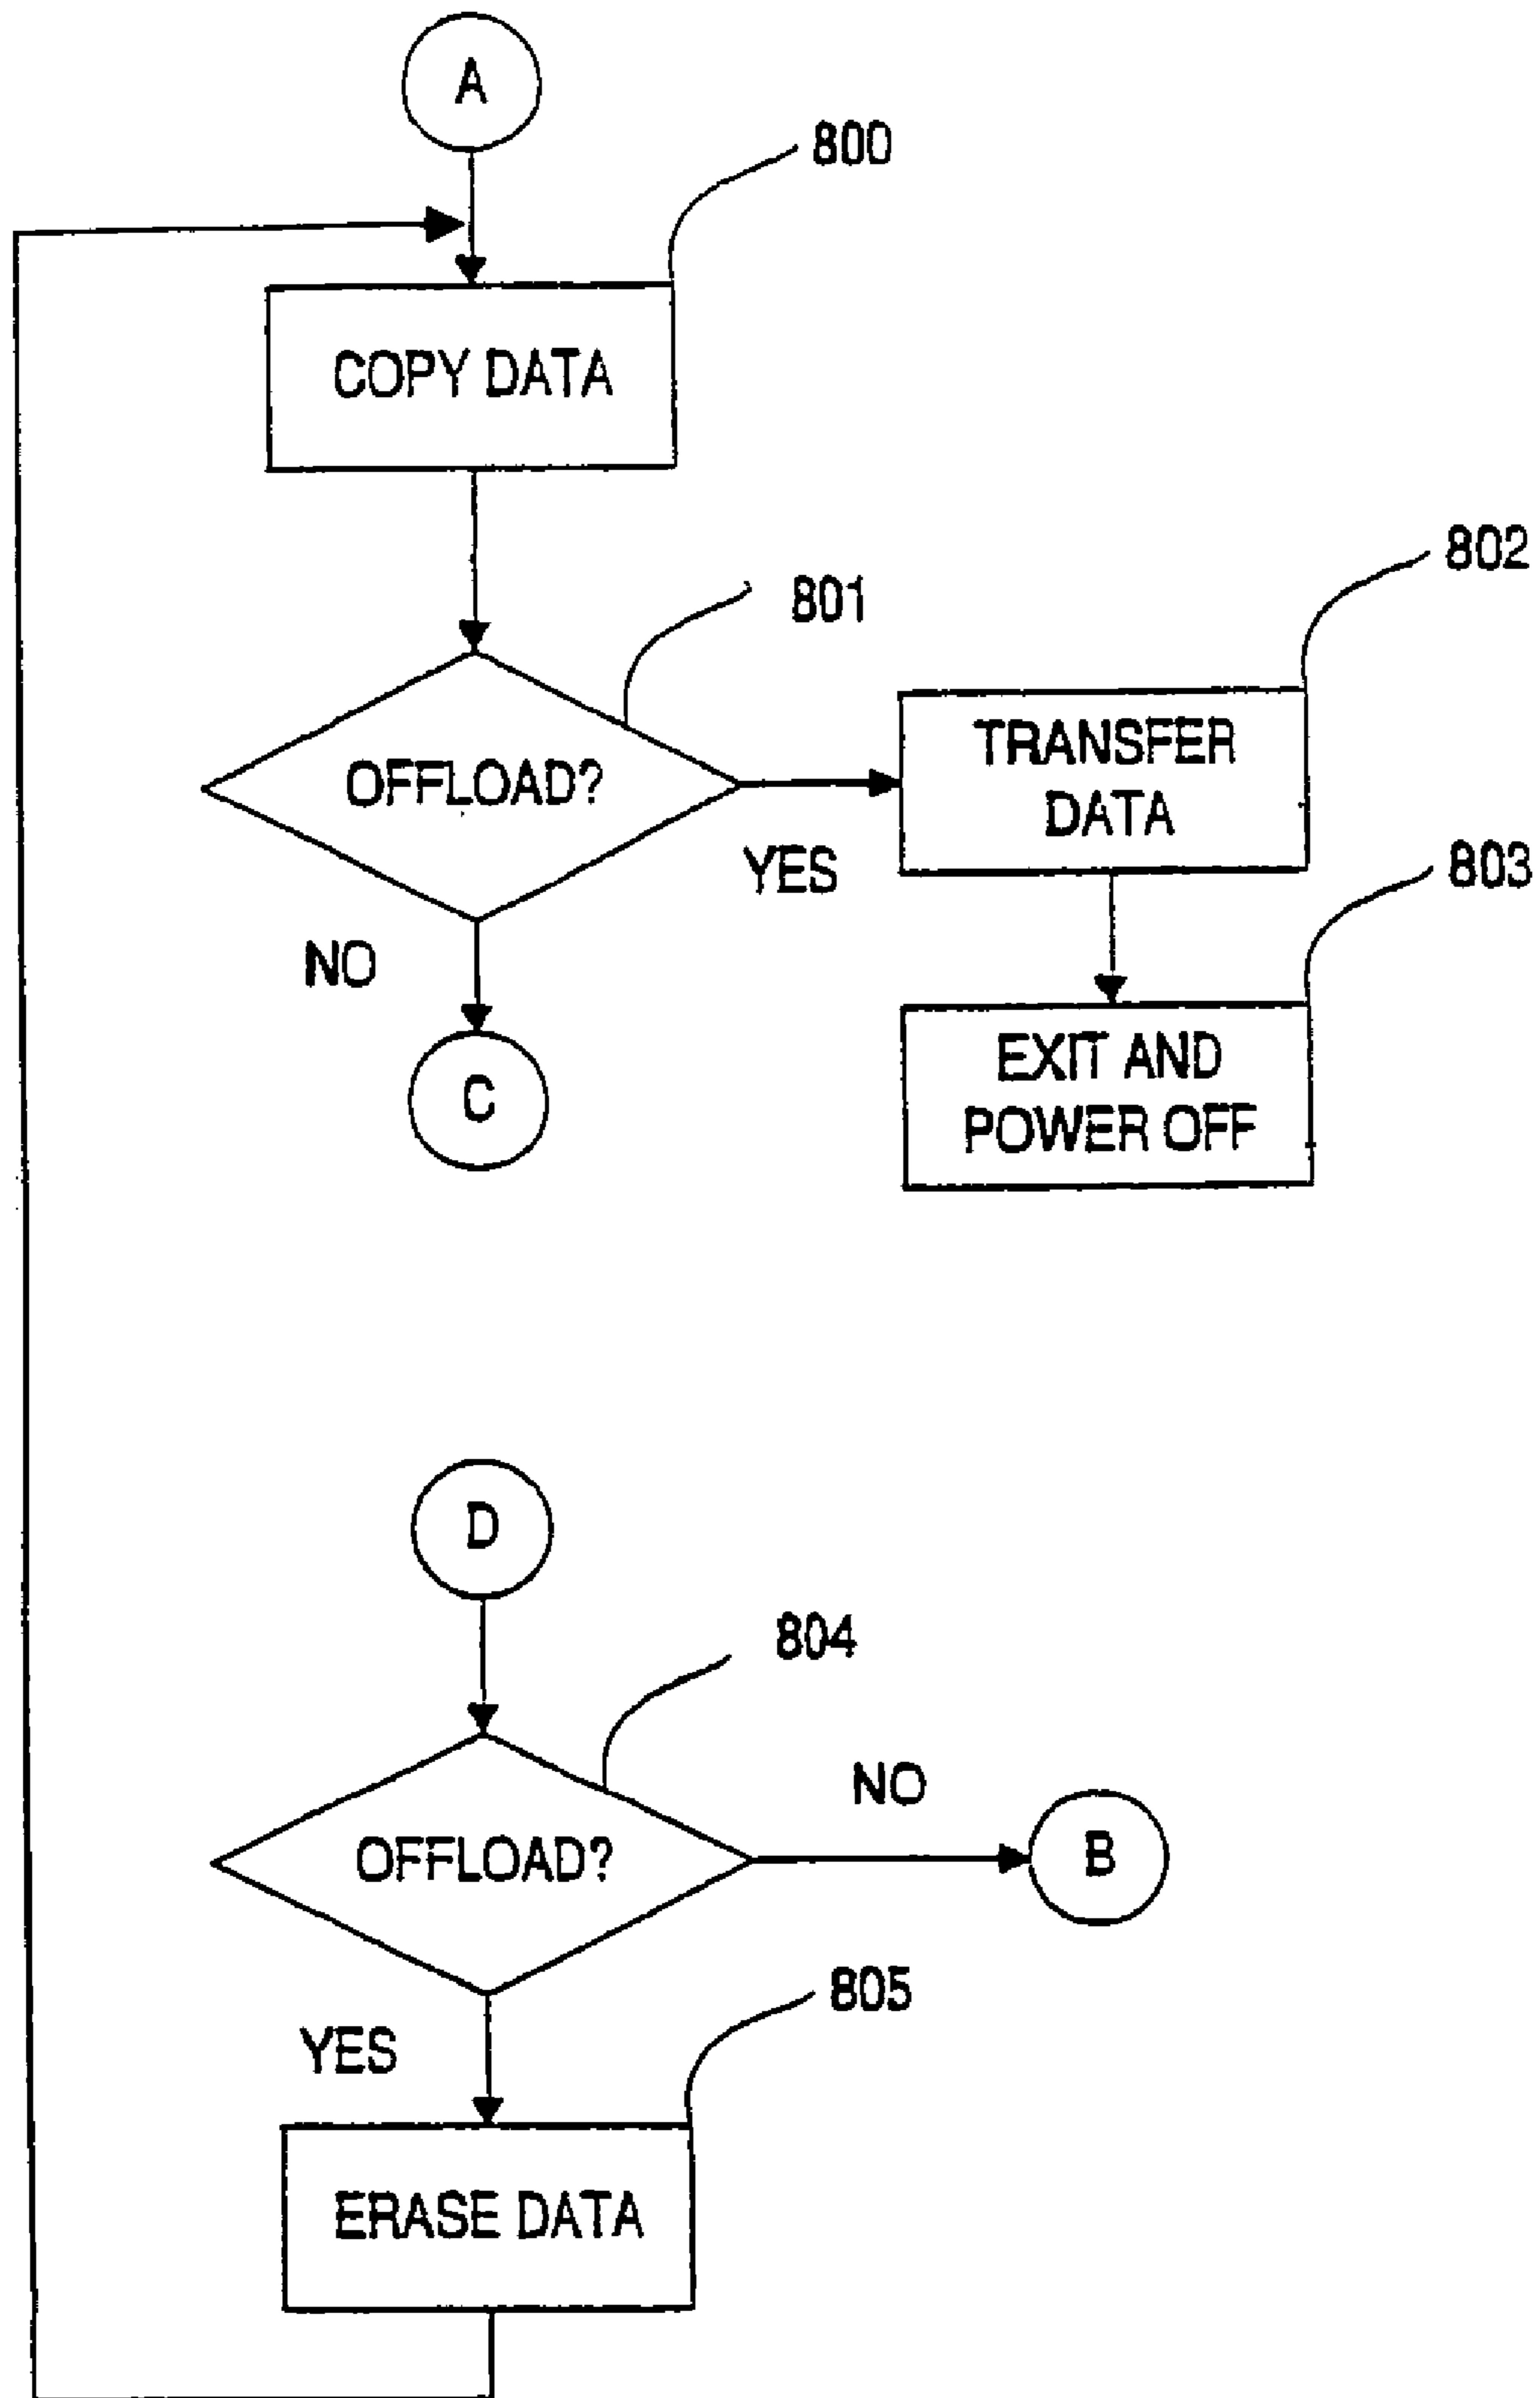 A
800
COPY DATA
801
OFFLOAD?
802
TRANSFER
DATA
YES
803
NO
EXIT AND
POWER OFF
C
D
804
NO
OFFLOAD?
B
805
YES
ERASE DATA